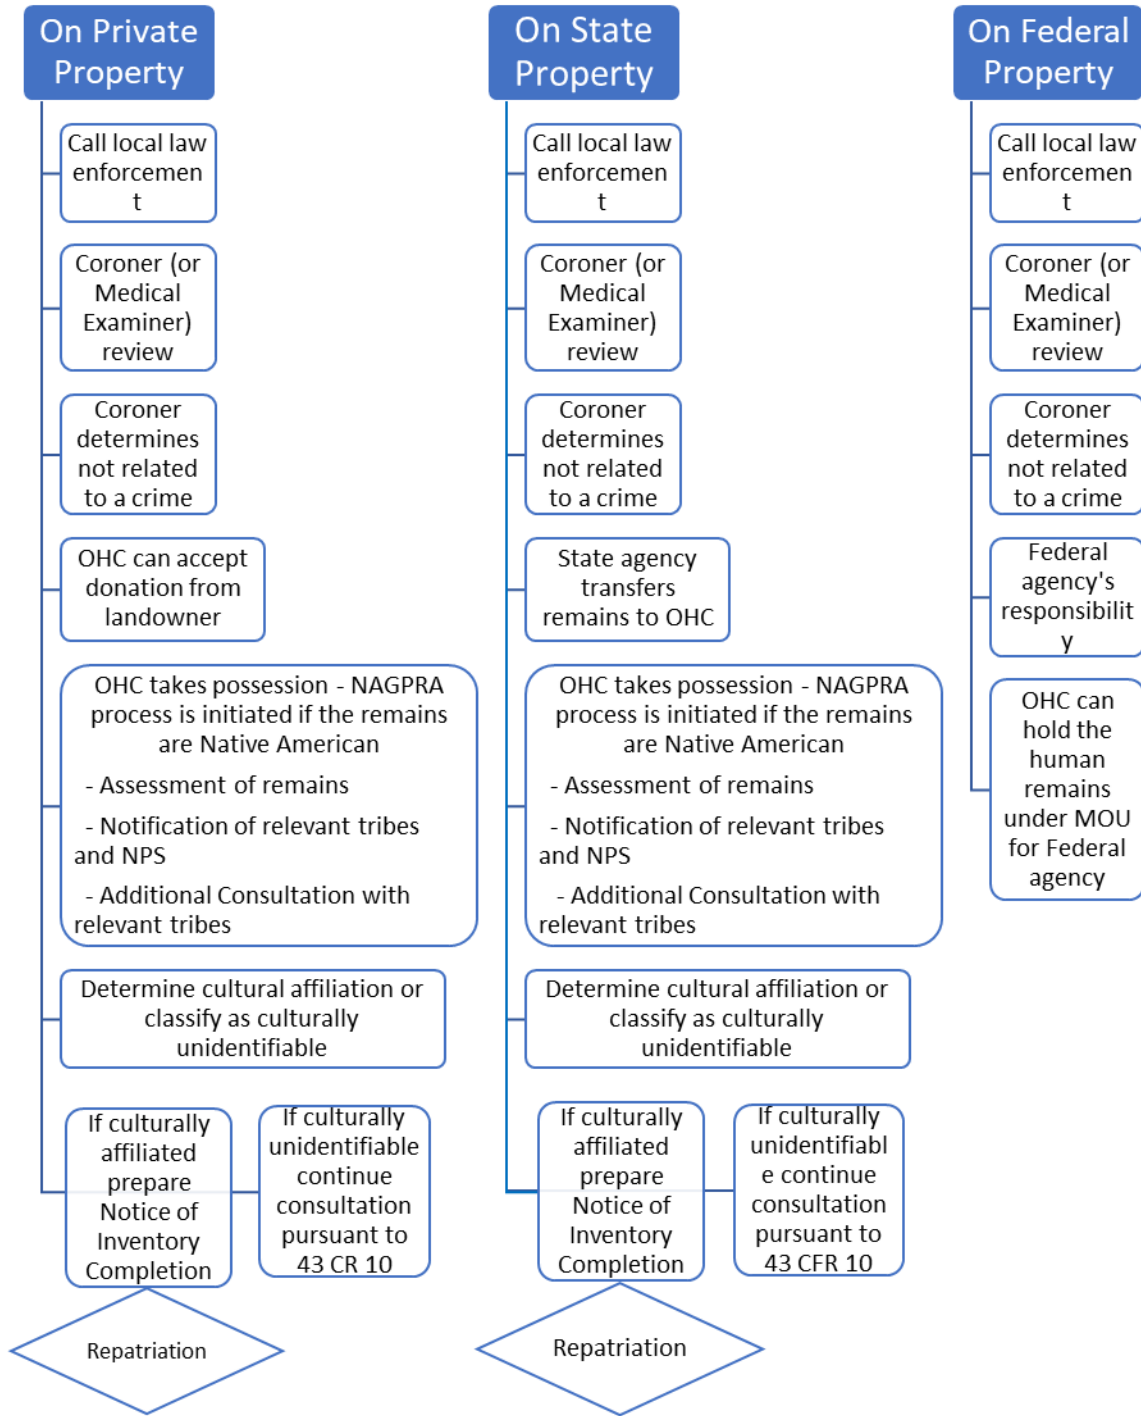 On Private
Property
Call local law
enforcemen
t
Coroner (or
Medical
Examiner)
review
Coroner
determines
not related
to a crime
OHC can accept
donation from
landowner
OHC takes possession - NAGPRA
process is initiated if the remains
are Native American
- Assessment of remains
- Notification of relevant tribes
and NPS
- Additional Consultation with
relevant tribes
Determine cultural affiliation or
classify as culturally
unidentifiable
If culturally
affiliated
prepare
Notice of
Inventory
Completion
If culturally
unidentifiable
continue
consultation
pursuant to
43 CR 10
Repatriation
On State
Property
Call local law
enforcemen
t
Coroner (or
Medical
Examiner)
review
Coroner
determines
not related
to a crime
State agency
transfers
remains to OHC
OHC takes possession - NAGPRA
process is initiated if the remains
are Native American
- Assessment of remains
- Notification of relevant tribes
and NPS
- Additional Consultation with
relevant tribes
Determine cultural affiliation or
classify as culturally
unidentifiable
If culturally
affiliated
prepare
Notice of
Inventory
Completion
If culturally
unidentifiabl
e continue
consultation
pursuant to
43 CFR 10
Repatriation
On Federal
Property
Call local law
enforcemen
t
Coroner (or
Medical
Examiner)
review
Coroner
determines
not related
to a crime
Federal
agency's
responsibilit
y
OHC can
hold the
human
remains
under MOU
for Federal
agency